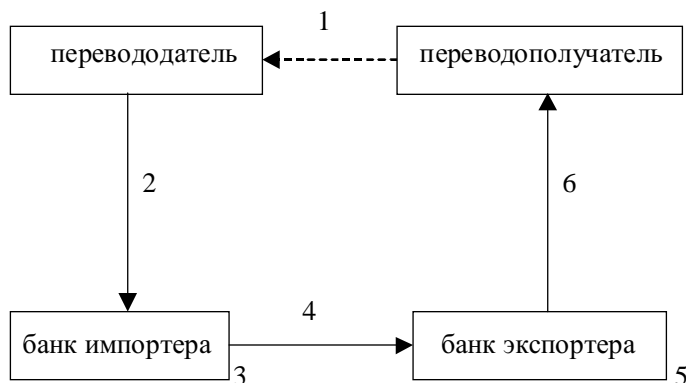 1
перевододатель
переводополучатель
2
6
4
банк импортера
банк экспортера
3
5